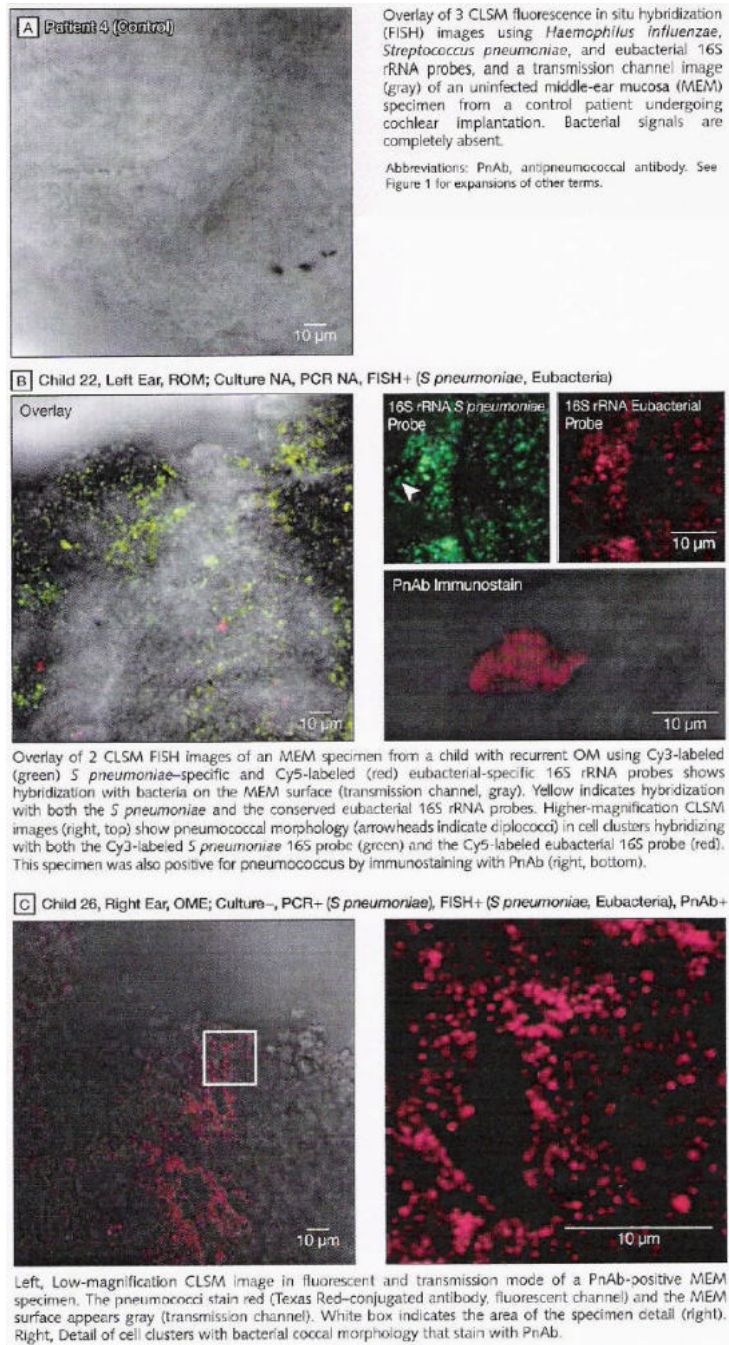 A Patient 4 (Control)
Overlay of 3 CLSM fluorescence in situ hybridization
(FISH) images using Haemophilus influenzae,
Streptococcus pneumoniae, and eubacterial 16S
rRNA probes, and a transmission channel image
(gray) of an uninfected middle-ear mucosa (MEM)
specimen from a control patient undergoing
cochlear implantation. Bacterial signals are
completely absent.
Abbreviations: PnAb, antipneumococcal antibody. See
Figure 1 for expansions of other terms.
10 μm
B Child 22, Left Ear, ROM; Culture NA, PCR NA, FISH+ (S pneumoniae, Eubacteria)
Overlay
10 μm
16S rRNA S pneumoniae
Probe
16S rRNA Eubacterial
Probe
10 μm
PnAb Immunostain
10 μm
Overlay of 2 CLSM FISH images of an MEM specimen from a child with recurrent OM using Cy3-labeled
(green) S pneumoniae–specific and Cy5-labeled (red) eubacterial-specific 16S rRNA probes shows
hybridization with bacteria on the MEM surface (transmission channel, gray). Yellow indicates hybridization
with both the S pneumoniae and the conserved eubacterial 16S rRNA probes. Higher-magnification CLSM
images (right, top) show pneumococcal morphology (arrowheads indicate diplococci) in cell clusters hybridizing
with both the Cy3-labeled S pneumoniae 16S probe (green) and the Cy5-labeled eubacterial 16S probe (red).
This specimen was also positive for pneumococcus by immunostaining with PnAb (right, bottom).
C Child 26, Right Ear, OME; Culture–, PCR+ (S pneumoniae), FISH+ (S pneumoniae, Eubacteria), PnAb+
10 μm
10 μm
Left, Low-magnification CLSM image in fluorescent and transmission mode of a PnAb-positive MEM
specimen. The pneumococci stain red (Texas Red–conjugated antibody, fluorescent channel) and the MEM
surface appears gray (transmission channel). White box indicates the area of the specimen detail (right).
Right, Detail of cell clusters with bacterial coccal morphology that stain with PnAb.